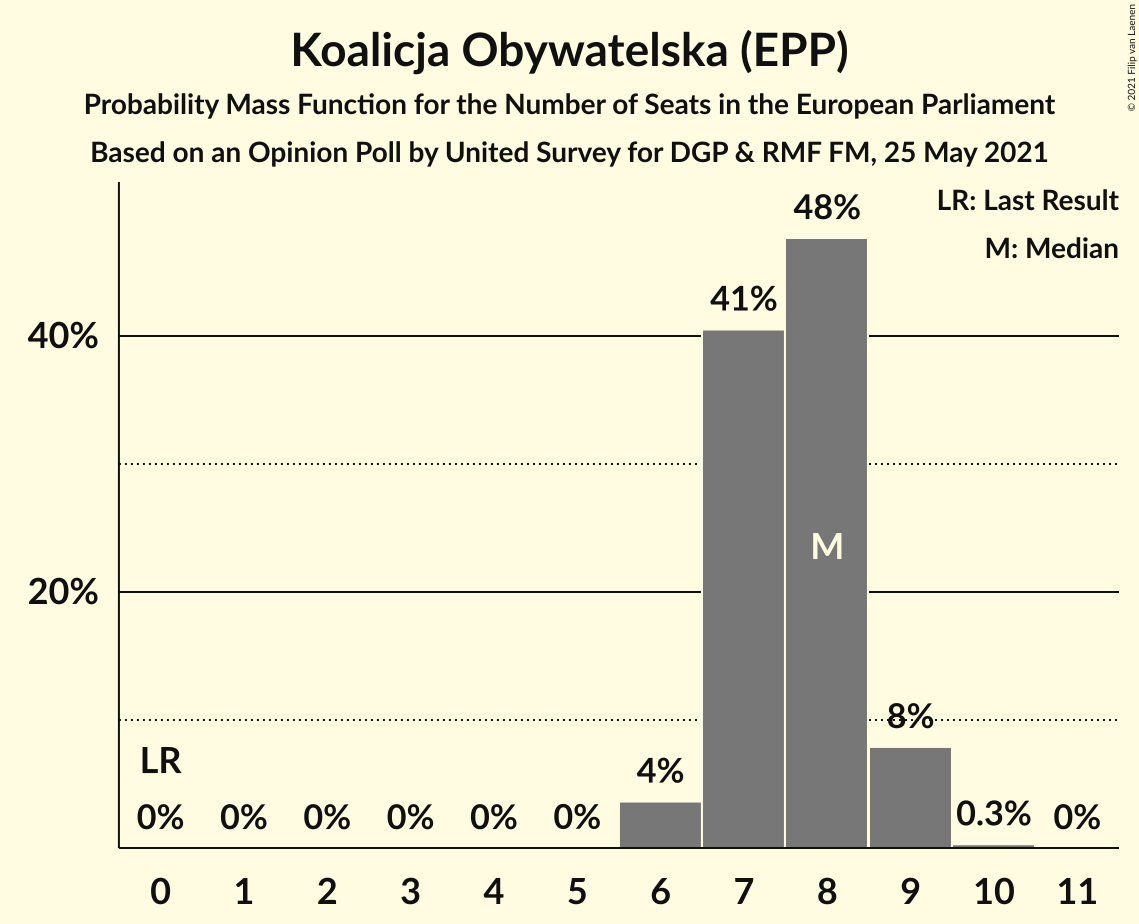 Koalicja Obywatelska (EPP)
Probability Mass Function for the Number of Seats in the European Parliament
Based on an Opinion Poll by United Survey for DGP & RMF FM, 25 May 2021
© 2021 Filip van Laenen
LR: Last Result
M: Median
48%
41%
40%
M
20%
8%
LR
4%
0% 0% 0% 0% 0% 0% 0.3% 0%
0 1 2 3 4 5 6 7 8 9 10 11